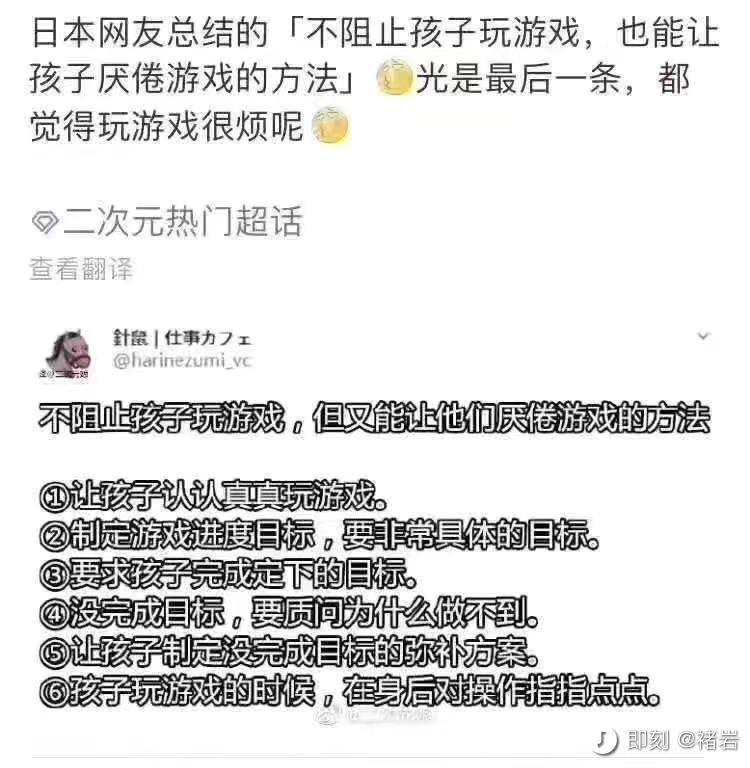 日本网友总结的「不阻止孩子玩游戏，也能让
孩子厌倦游戏的方法」光是最后一条，都
觉得玩游戏很烦呢
二次元热门超话
查看翻译
針鼠 | 仕事カフェ
@harinezumi_vc
不阻止孩子玩游戏，但又能让他们厌倦游戏的方法
①让孩子认认真真玩游戏。
②制定游戏进度目标，要非常具体的目标。
③要求孩子完成定下的目标。
④没完成目标，要质问为什么做不到。
⑤让孩子制定没完成目标的弥补方案。
⑥孩子玩游戏的时候，在身后对操作指指点点。
即刻 @褚岩